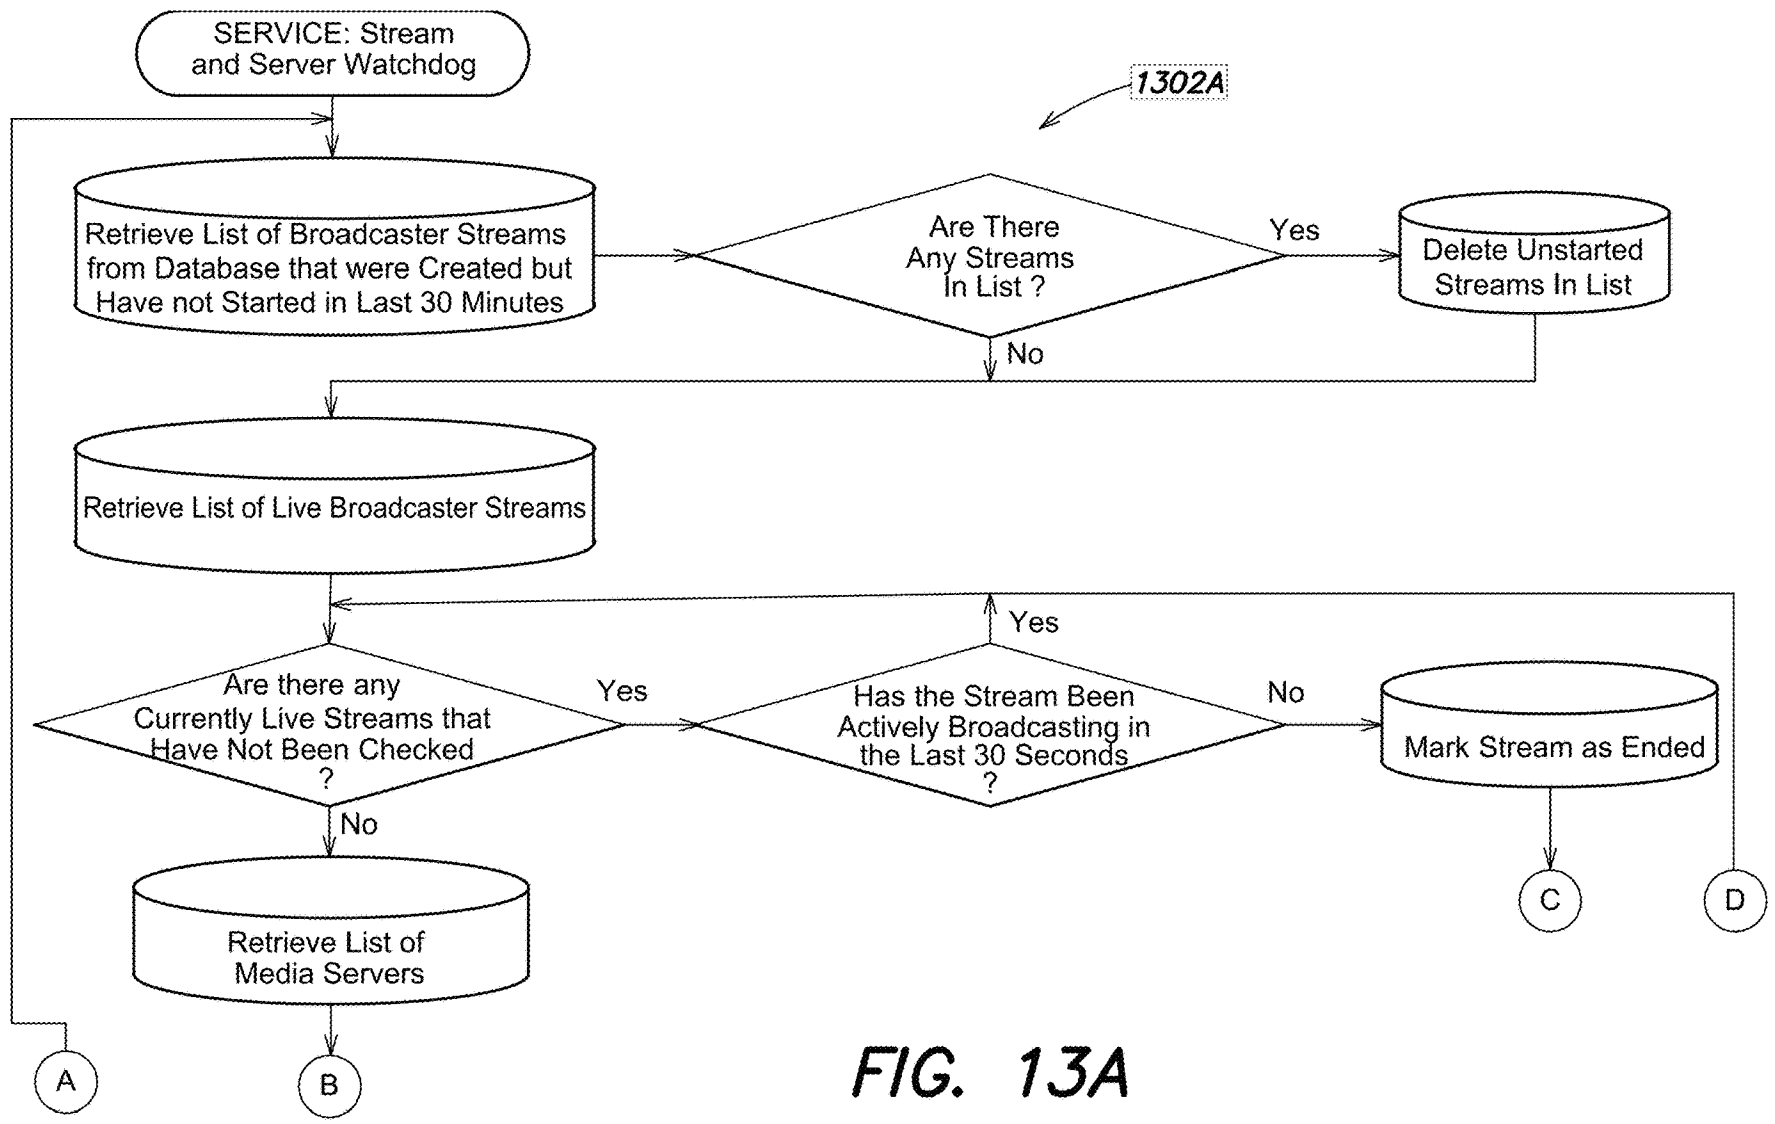 SERVICE: Stream
and Server Watchdog
1302A
Retrieve List of Broadcaster Streams
from Database that were Created but
Have not Started in Last 30 Minutes
Are There
Any Streams
In List ?
Yes
Delete Unstarted
Streams In List
No
Retrieve List of Live Broadcaster Streams
Are there any
Currently Live Streams that
Have Not Been Checked
?
Yes
Has the Stream Been
Actively Broadcasting in
the Last 30 Seconds
?
Yes
No
Mark Stream as Ended
No
Retrieve List of
Media Servers
C
D
A
B
FIG. 13A